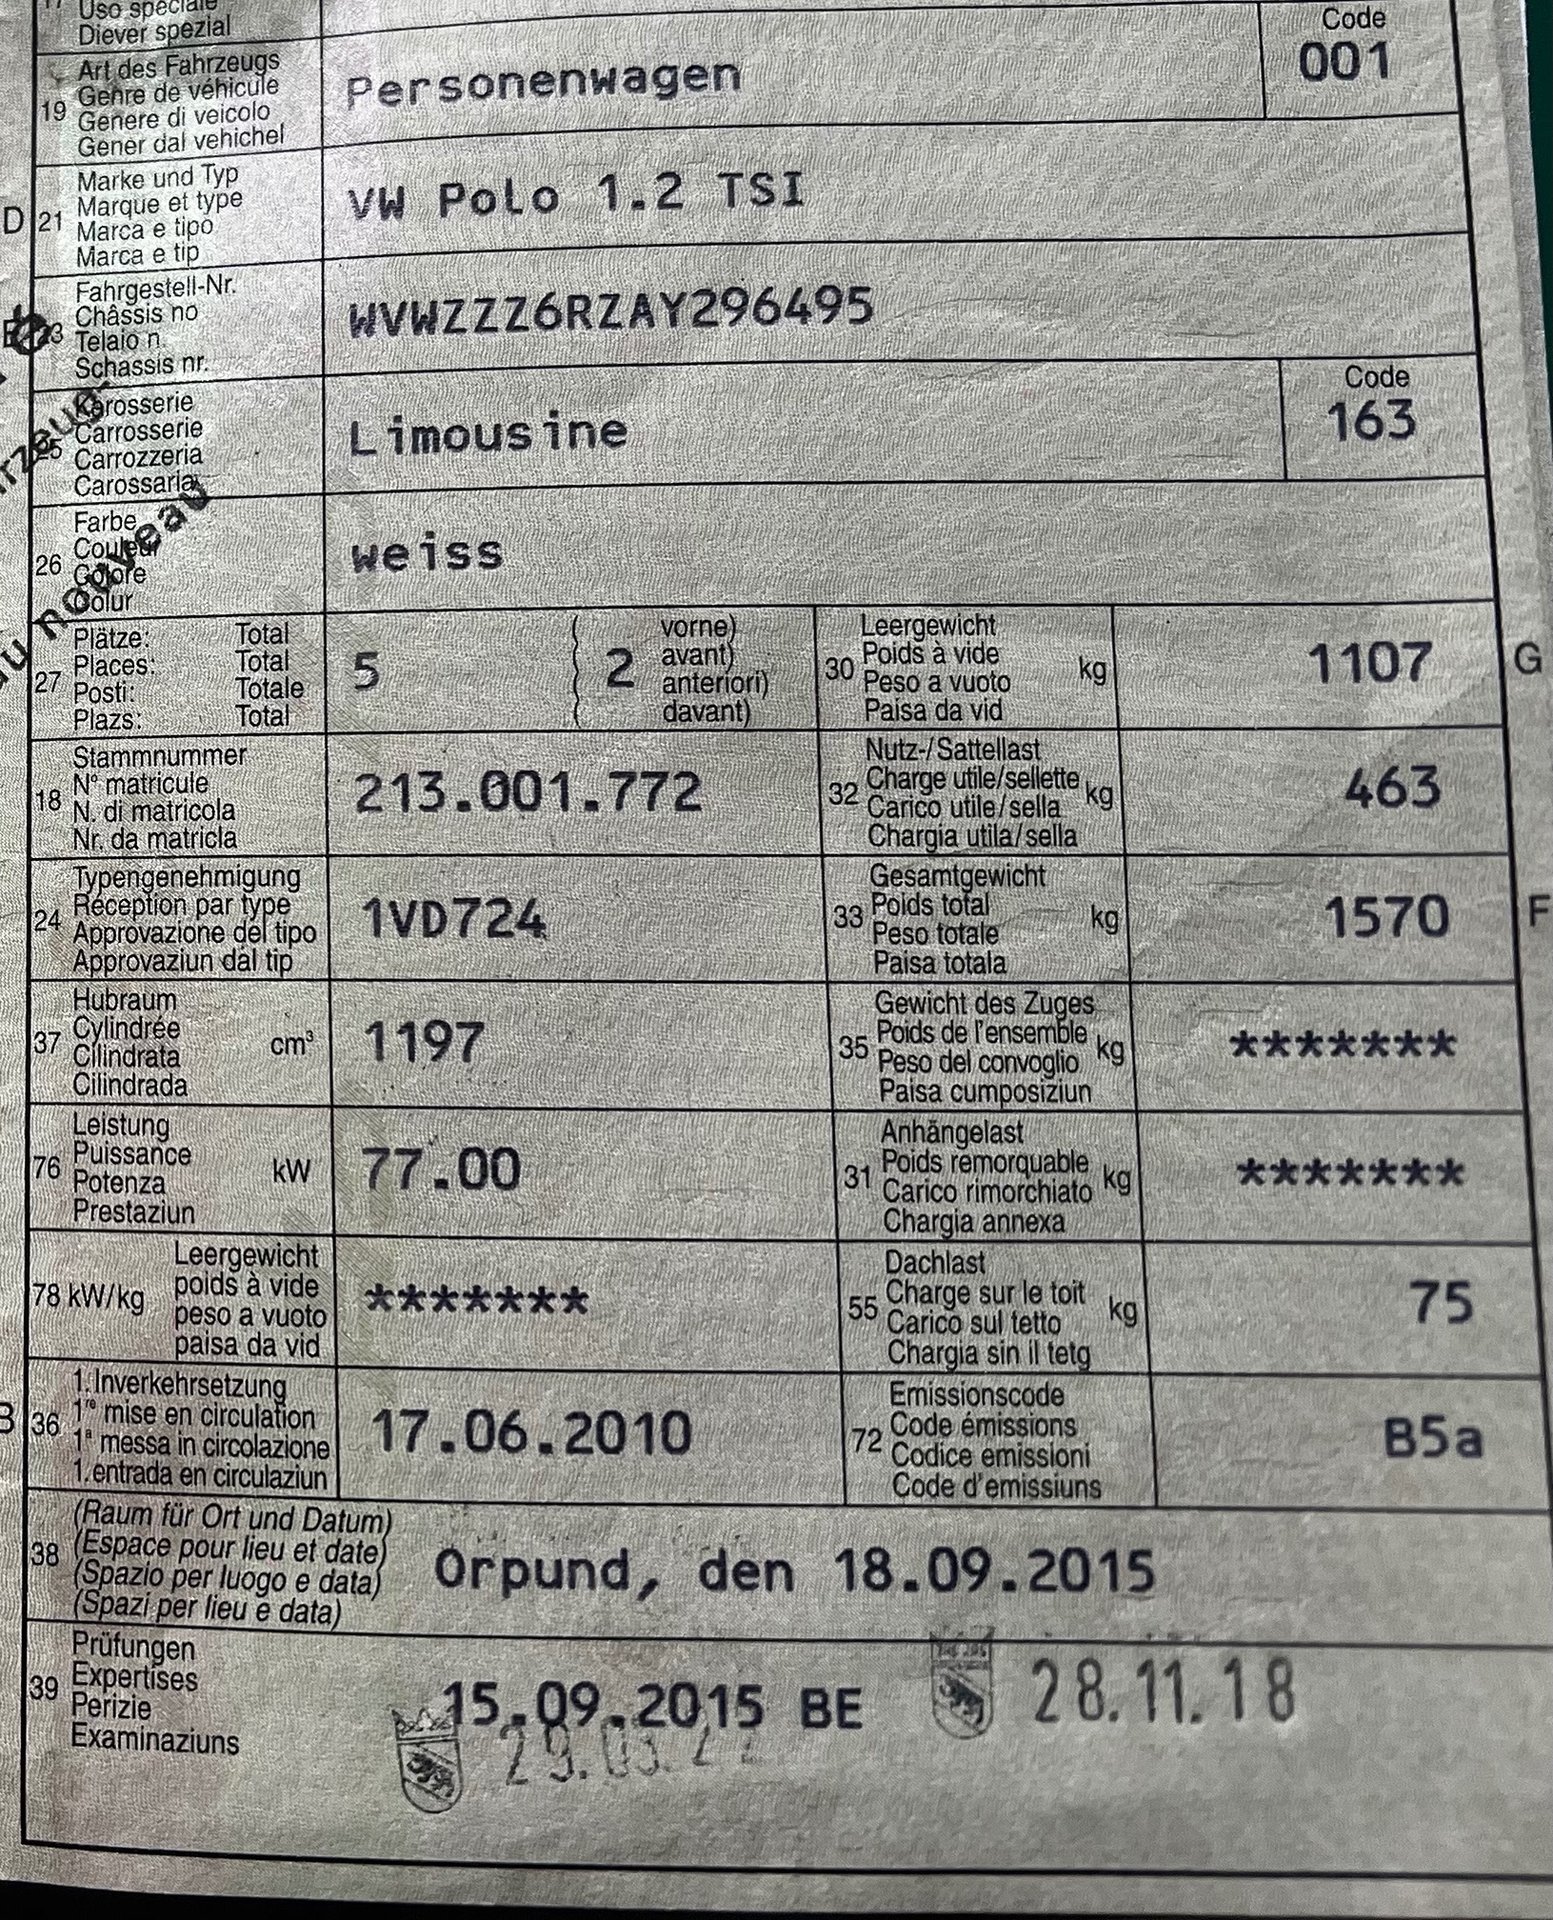 17 Uso speciale
Diever spezial
Code
19 Art des Fahrzeugs
Genre de véhicule
Genere di veicolo
Gener dal vehichel
Personenwagen
001
D 21 Marke und Typ
Marque et type
Marca e tipo
Marca e tip
VW Polo 1.2 TSI
23 Fahrgestell-Nr.
Châssis no
Telaio n.
Schassis nr.
WVWZZZ6RZAY296495
25 Karosserie
Carrosserie
Carrozzeria
Carossaria
Limousine
Code
163
26 Farbe
Couleur
Colore
Colur
weiss
nouveau
27 Plätze: Total
Places: Total
Posti: Totale
Plazs: Total
5
2
vorne)
avant)
anteriori)
davant)
30 Leergewicht
Poids à vide
Peso a vuoto
Paisa da vid
kg
1107
G
18 Stammnummer
N° matricule
N. di matricola
Nr. da matricla
213.001.772
32 Nutz-/Sattellast
Charge utile/sellette
Carico utile/sella
Chargia utila/sella
kg
463
24 Typengenehmigung
Réception par type
Approvazione del tipo
Approvaziun dal tip
1VD724
33 Gesamtgewicht
Poids total
Peso totale
Paisa totala
kg
1570
F
37 Hubraum
Cylindrée
Cilindrata
Cilindrada
cm³
1197
35 Gewicht des Zuges
Poids de l'ensemble
Peso del convoglio
Paisa cumposiziun
kg
*******
76 Leistung
Puissance
Potenza
Prestaziun
kW
77.00
31 Anhängelast
Poids remorquable
Carico rimorchiato
Chargia annexa
kg
*******
78 kW/kg
Leergewicht
poids à vide
peso a vuoto
paisa da vid
*******
55 Dachlast
Charge sur le toit
Carico sul tetto
Chargia sin il tetg
kg
75
B 36 1. Inverkehrsetzung
1re mise en circulation
1a messa in circolazione
1. entrada en circulaziun
17.06.2010
72 Emissionscode
Code émissions
Codice emissioni
Code d'emissiuns
B5a
38 (Raum für Ort und Datum)
(Espace pour lieu et date)
(Spazio per luogo e data)
(Spazi per lieu e data)
Orpund, den 18.09.2015
39 Prüfungen
Expertises
Perizie
Examinaziuns
15.09.2015 BE
28.11.18